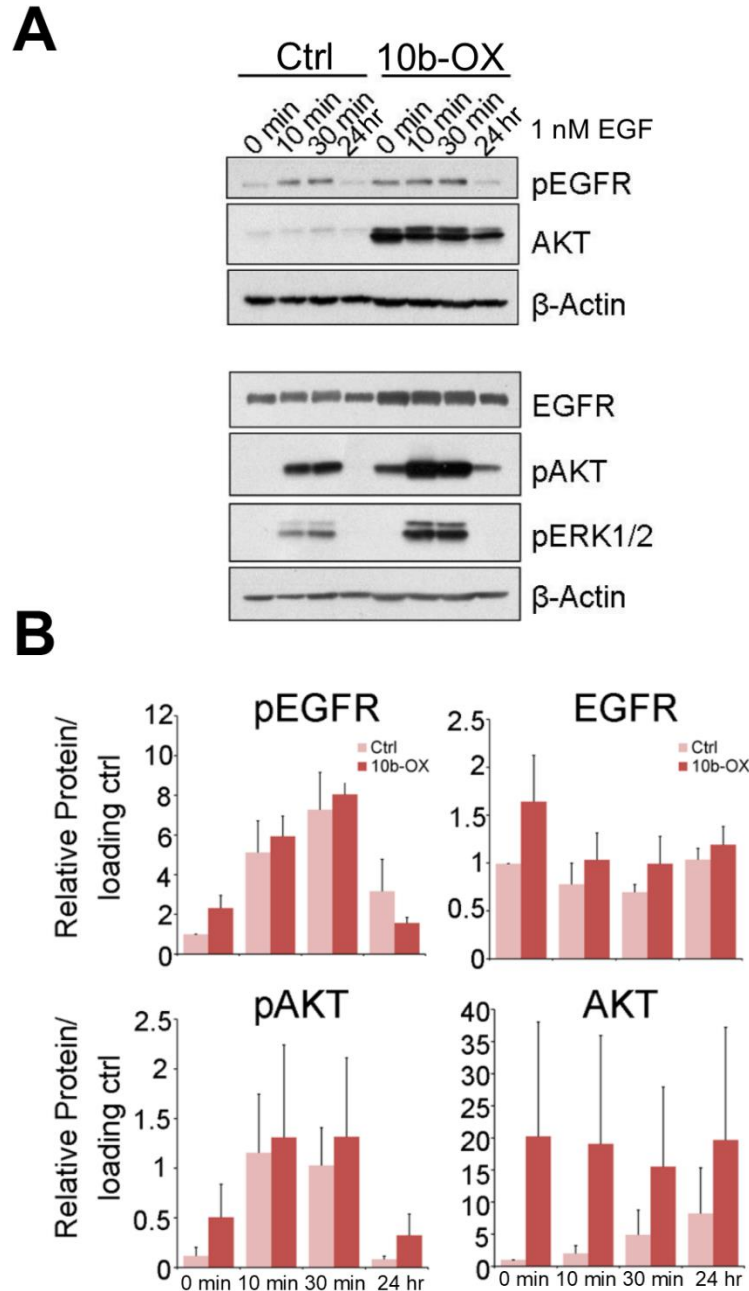 A
Ctrl 10b-OX
0 min 10 min 30 min 24 hr 0 min 10 min 30 min 24 hr 1 nM EGF
pEGFR
AKT
β-Actin
EGFR
pAKT
pERK1/2
β-Actin
B
pEGFR
Relative Protein/
loading ctrl
12
10
8
6
4
2
0
Ctrl
10b-OX
EGFR
2.5
2
1.5
1
0.5
0
Ctrl
10b-OX
pAKT
Relative Protein/
loading ctrl
2.5
2
1.5
1
0.5
0
0 min 10 min 30 min 24 hr
AKT
40
35
30
25
20
15
10
5
0
0 min 10 min 30 min 24 hr